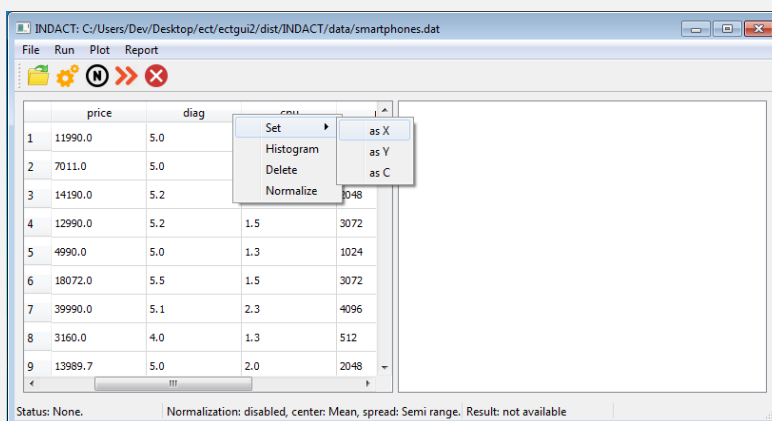 INDACT: C:/Users/Dev/Desktop/ect/ectgui2/dist/INDACT/data/smartphones.dat
File Run Plot Report
N
price diag cpu
1 11990.0 5.0
2 7011.0 5.0
3 14190.0 5.2 2048
4 12990.0 5.2 1.5 3072
5 4990.0 5.0 1.3 1024
6 18072.0 5.5 1.5 3072
7 39990.0 5.1 2.3 4096
8 3160.0 4.0 1.3 512
9 13989.7 5.0 2.0 2048
Set
Histogram
Delete
Normalize
as X
as Y
as C
Status: None. Normalization: disabled, center: Mean, spread: Semi range. Result: not available